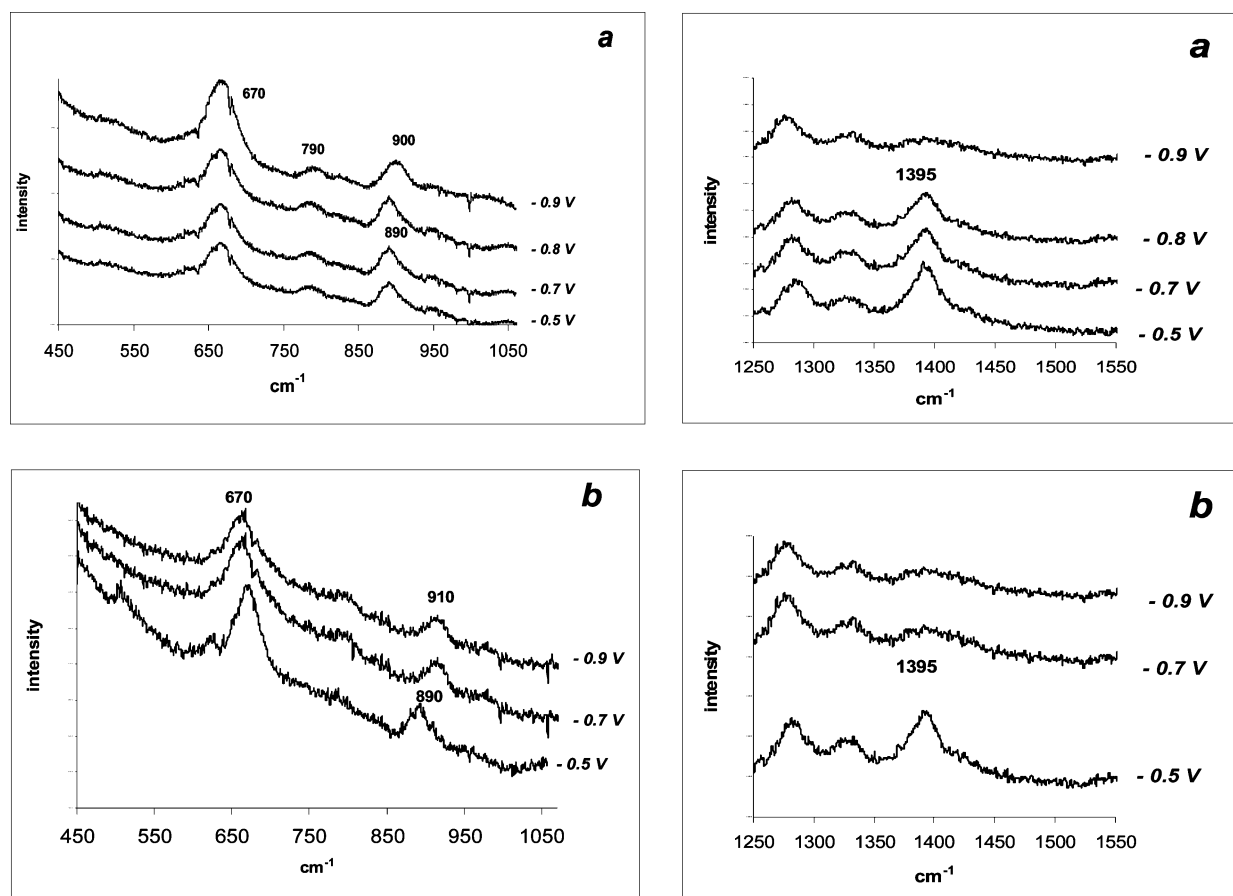 a
670
790
900
890
- 0.9 V
- 0.8 V
- 0.7 V
- 0.5 V
intensity
450 550 650 750 850 950 1050
cm-1
a
1395
- 0.9 V
- 0.8 V
- 0.7 V
- 0.5 V
intensity
1250 1300 1350 1400 1450 1500 1550
cm-1
b
670
910
890
- 0.9 V
- 0.7 V
- 0.5 V
intensity
450 550 650 750 850 950 1050
cm-1
b
1395
- 0.9 V
- 0.7 V
- 0.5 V
intensity
1250 1300 1350 1400 1450 1500 1550
cm-1